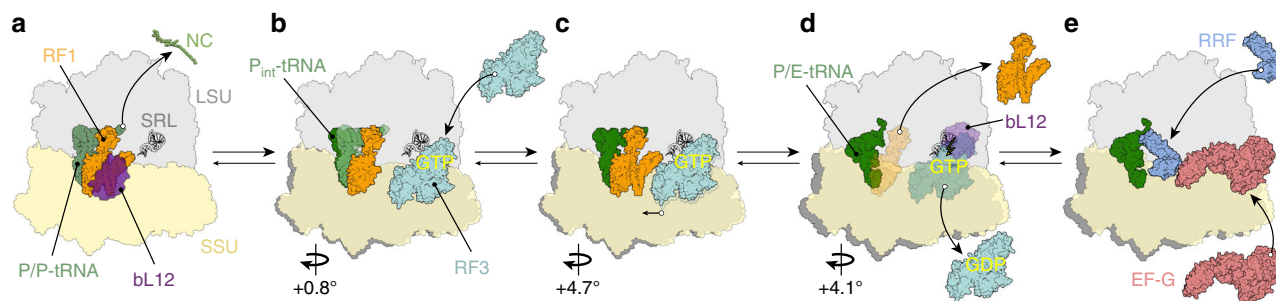 a
RF1
NC
LSU
SRL
SSU
P/P-tRNA
bL12
b
Pint-tRNA
GTP
RF3
+0.8°
c
GTP
+4.7°
d
P/E-tRNA
bL12
GTP
GDP
+4.1°
e
RRF
EF-G